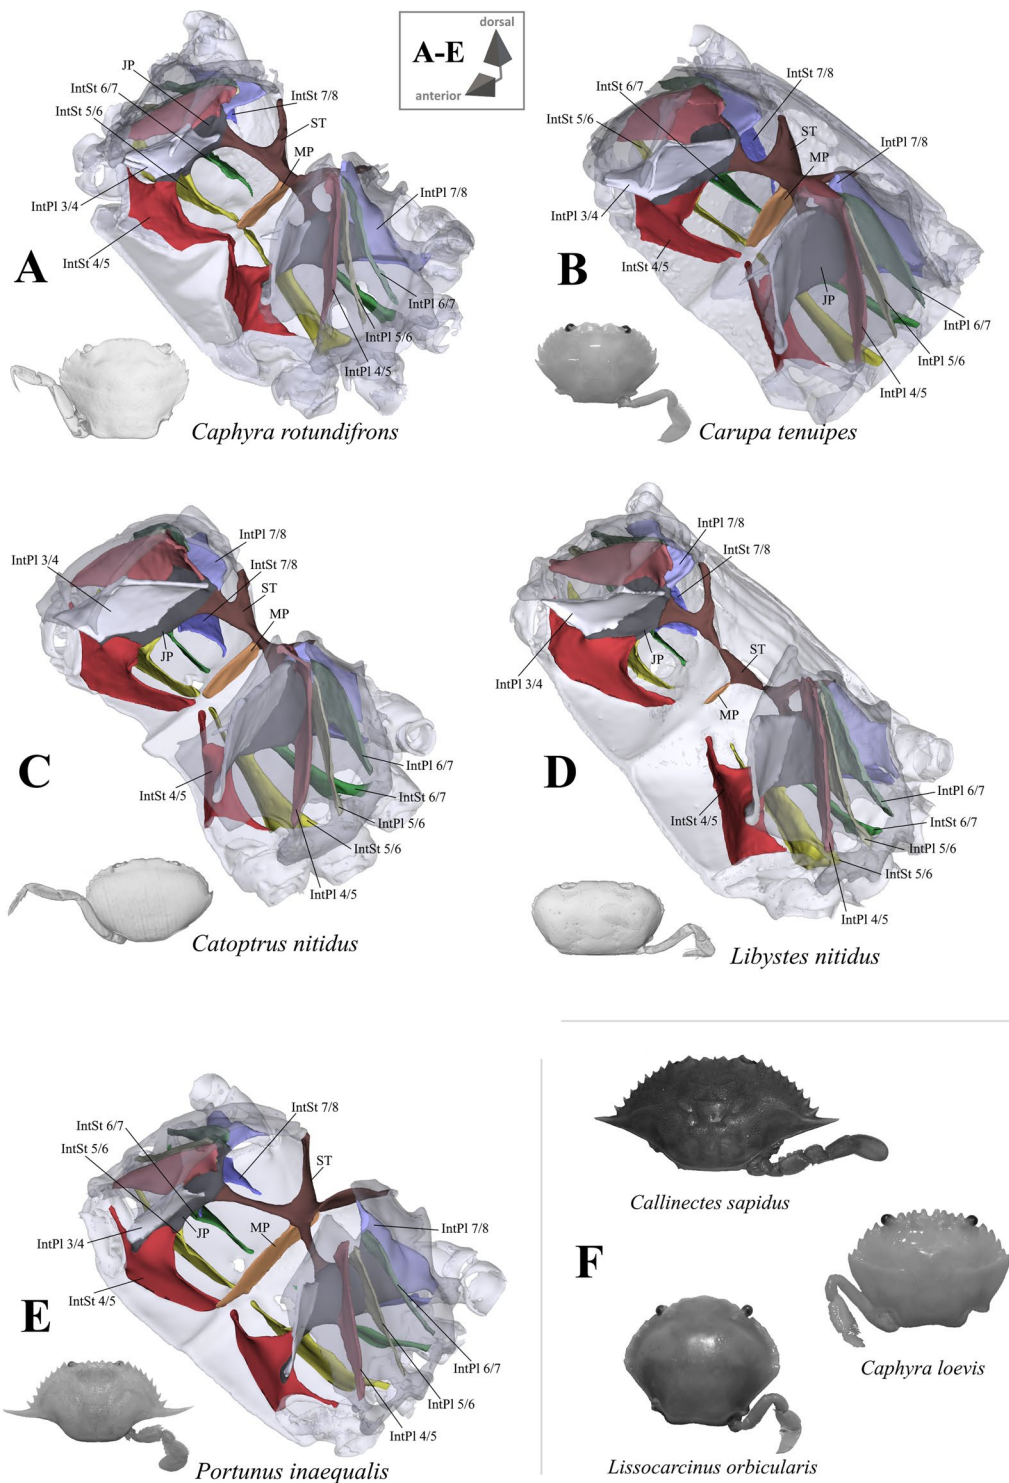 A-E
dorsal
anterior
JP
IntSt 6/7
IntSt 5/6
IntSt 7/8
ST
MP
IntPl 7/8
IntPl 3/4
IntSt 4/5
IntPl 6/7
IntPl 5/6
IntPl 4/5
A
Caphyra rotundifrons
IntSt 7/8
IntSt 6/7
ST
IntSt 5/6
MP
IntPl 7/8
IntPl 3/4
IntSt 4/5
JP
IntPl 6/7
IntPl 5/6
IntPl 4/5
B
Carupa tenuipes
IntPl 7/8
IntPl 3/4
IntSt 7/8
ST
MP
JP
IntSt 4/5
IntPl 6/7
IntSt 6/7
IntPl 5/6
IntSt 5/6
IntPl 4/5
C
Catoptrus nitidus
IntPl 7/8
IntSt 7/8
IntPl 3/4
JP
ST
MP
IntSt 4/5
IntPl 6/7
IntSt 6/7
IntPl 5/6
IntSt 5/6
IntPl 4/5
D
Libystes nitidus
IntSt 7/8
IntSt 6/7
IntSt 5/6
ST
IntPl 3/4
JP
MP
IntPl 7/8
IntSt 4/5
IntPl 6/7
IntPl 5/6
IntPl 4/5
E
Portunus inaequalis
Callinectes sapidus
F
Caphyra loevis
Lissocarcinus orbicularis